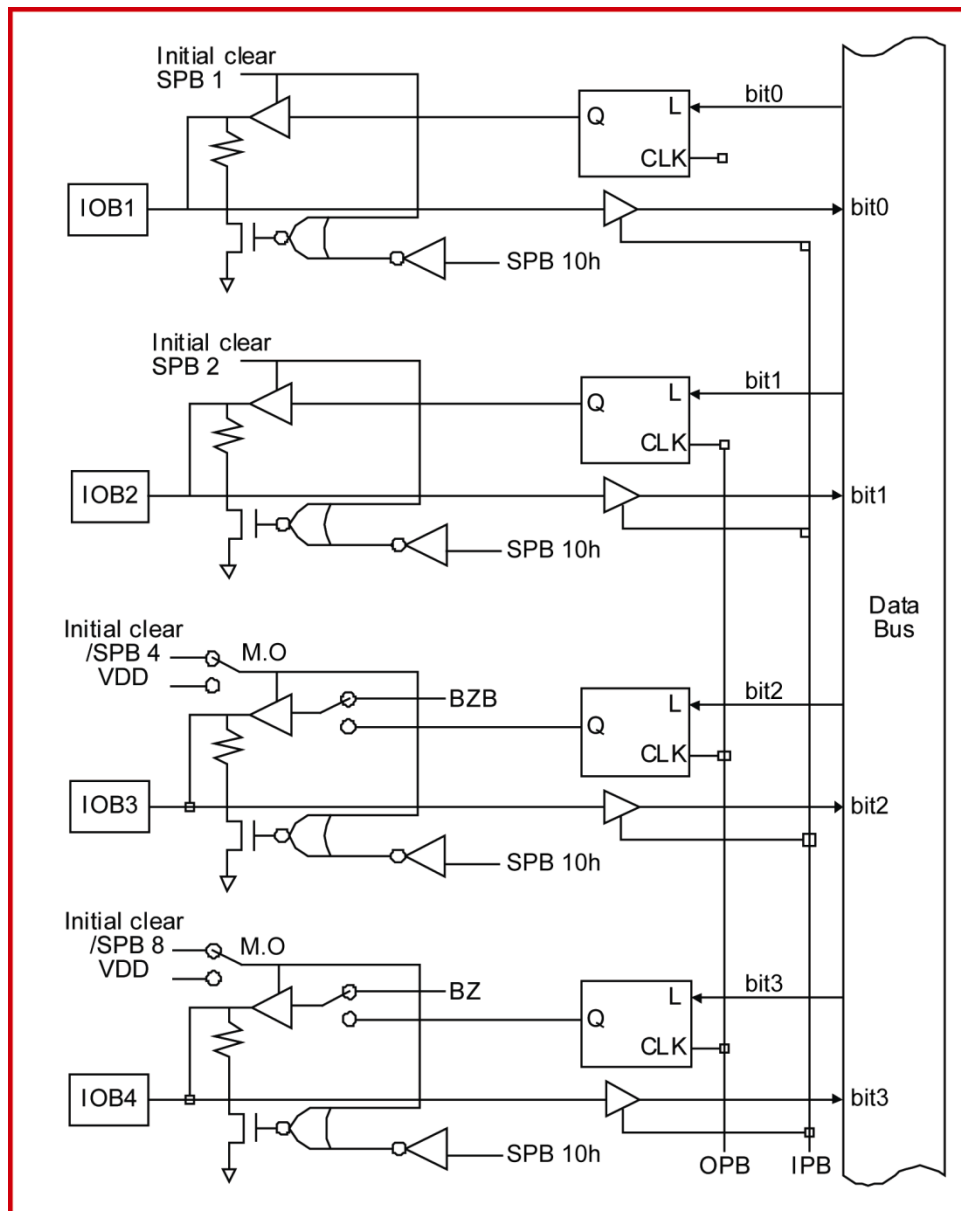 Initial clear
SPB 1
bit0
Q
L
CLK
IOB1
bit0
SPB 10h
Initial clear
SPB 2
bit1
Q
L
CLK
IOB2
bit1
SPB 10h
Data
Bus
Initial clear
/SPB 4
M.O
VDD
BZB
bit2
L
Q
CLK
IOB3
bit2
SPB 10h
Initial clear
/SPB 8
M.O
VDD
BZ
bit3
L
Q
CLK
IOB4
bit3
SPB 10h
OPB
IPB